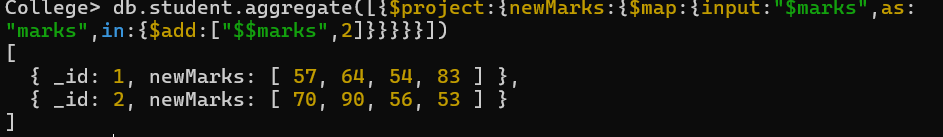 College> db.student.aggregate([{$project:{newMarks:{$map:{input:"$marks",as:
"marks",in:{$add:["$$marks",2]}}}}}])
[
  { _id: 1, newMarks: [ 57, 64, 54, 83 ] },
  { _id: 2, newMarks: [ 70, 90, 56, 53 ] }
]